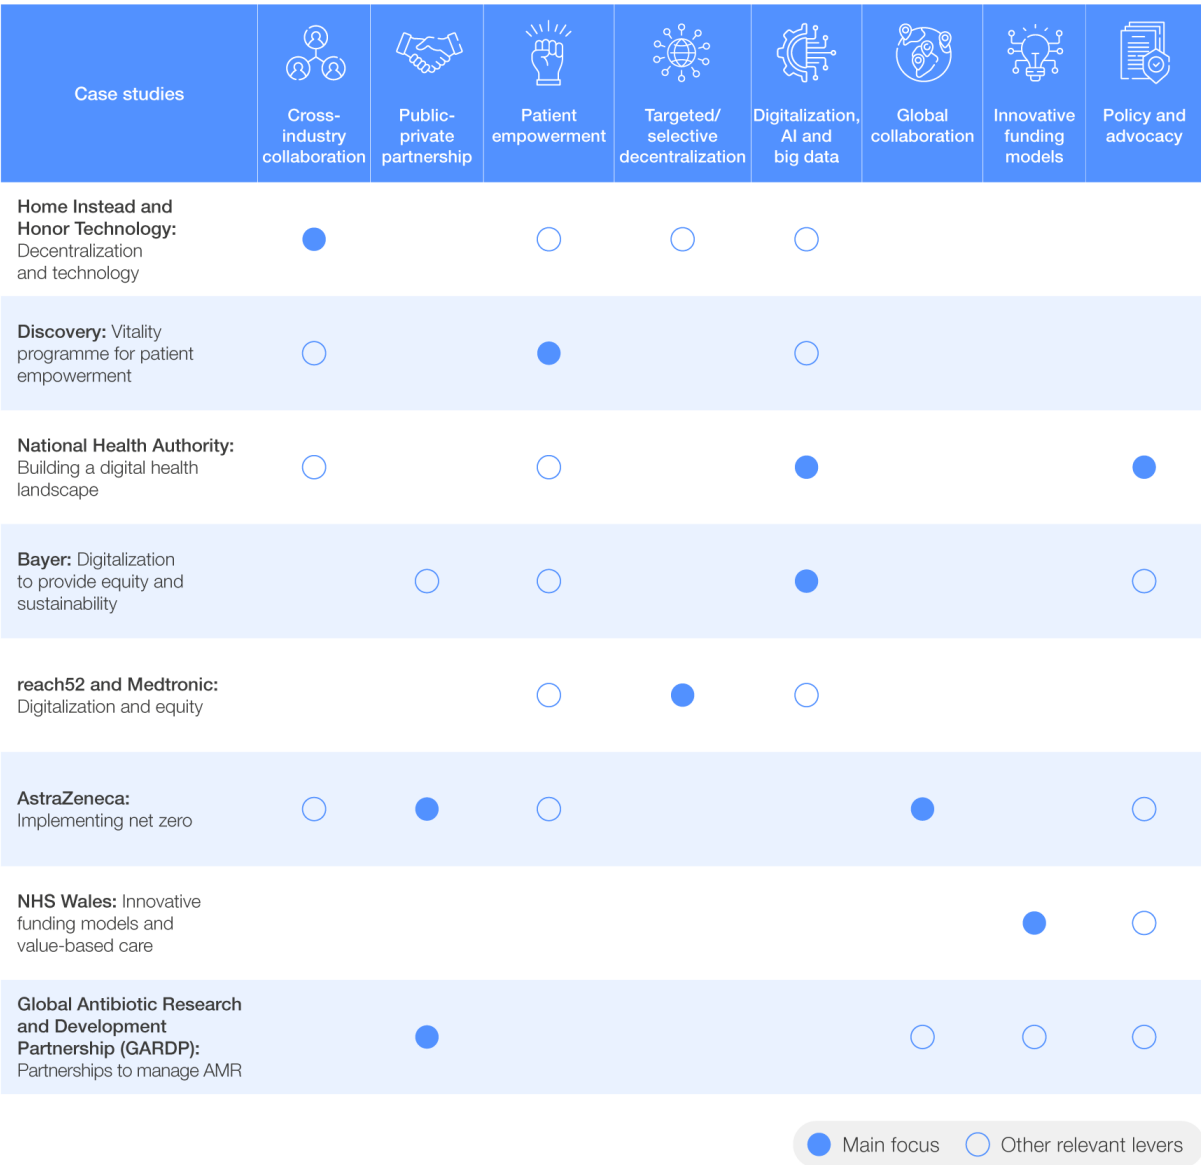 Case studies
Cross-
industry
collaboration
Public-
private
partnership
Patient
empowerment
Targeted/
selective
decentralization
Digitalization,
AI and
big data
Global
collaboration
Innovative
funding
models
Policy and
advocacy
Home Instead and
Honor Technology:
Decentralization
and technology
Discovery: Vitality
programme for patient
empowerment
National Health Authority:
Building a digital health
landscape
Bayer: Digitalization
to provide equity and
sustainability
reach52 and Medtronic:
Digitalization and equity
AstraZeneca:
Implementing net zero
NHS Wales: Innovative
funding models and
value-based care
Global Antibiotic Research
and Development
Partnership (GARDP):
Partnerships to manage AMR
Main focus
Other relevant levers